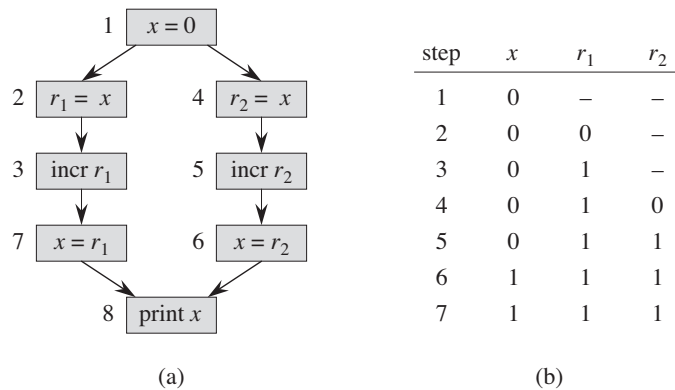 1 x = 0
2 r1 = x 4 r2 = x
3 incr r1 5 incr r2
7 x = r1 6 x = r2
8 print x
(a)
step x r1 r2
1 0 – –
2 0 0 –
3 0 1 –
4 0 1 0
5 0 1 1
6 1 1 1
7 1 1 1
(b)